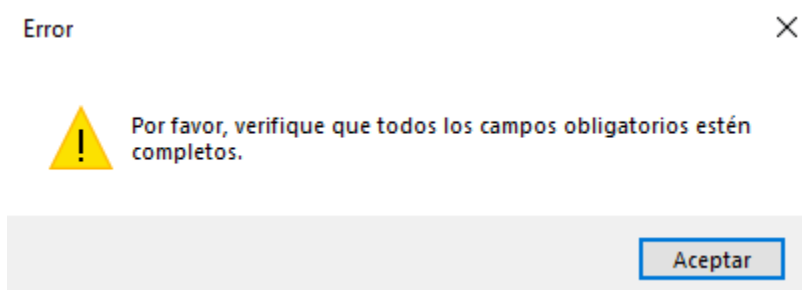 Error
Por favor, verifique que todos los campos obligatorios estén
completos.
Aceptar